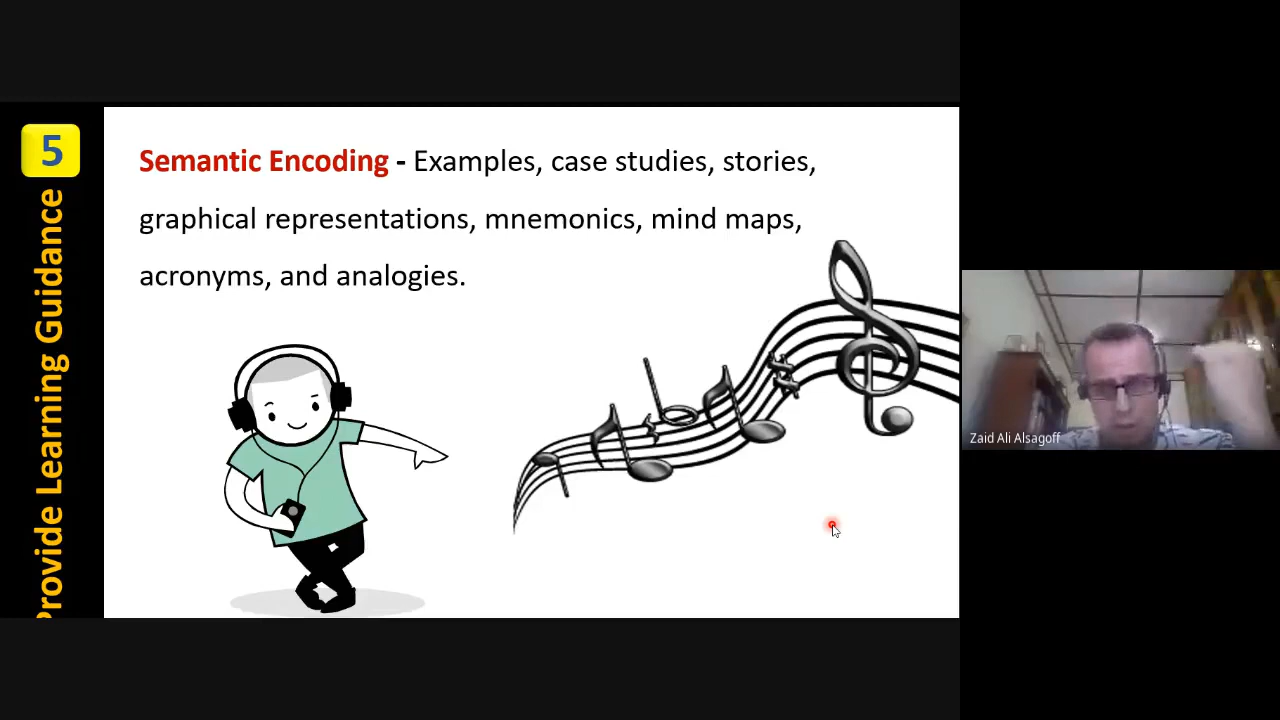 5
Provide Learning Guidance
Semantic Encoding - Examples, case studies, stories,
graphical representations, mnemonics, mind maps,
acronyms, and analogies.
Zaid Ali Alsagoff